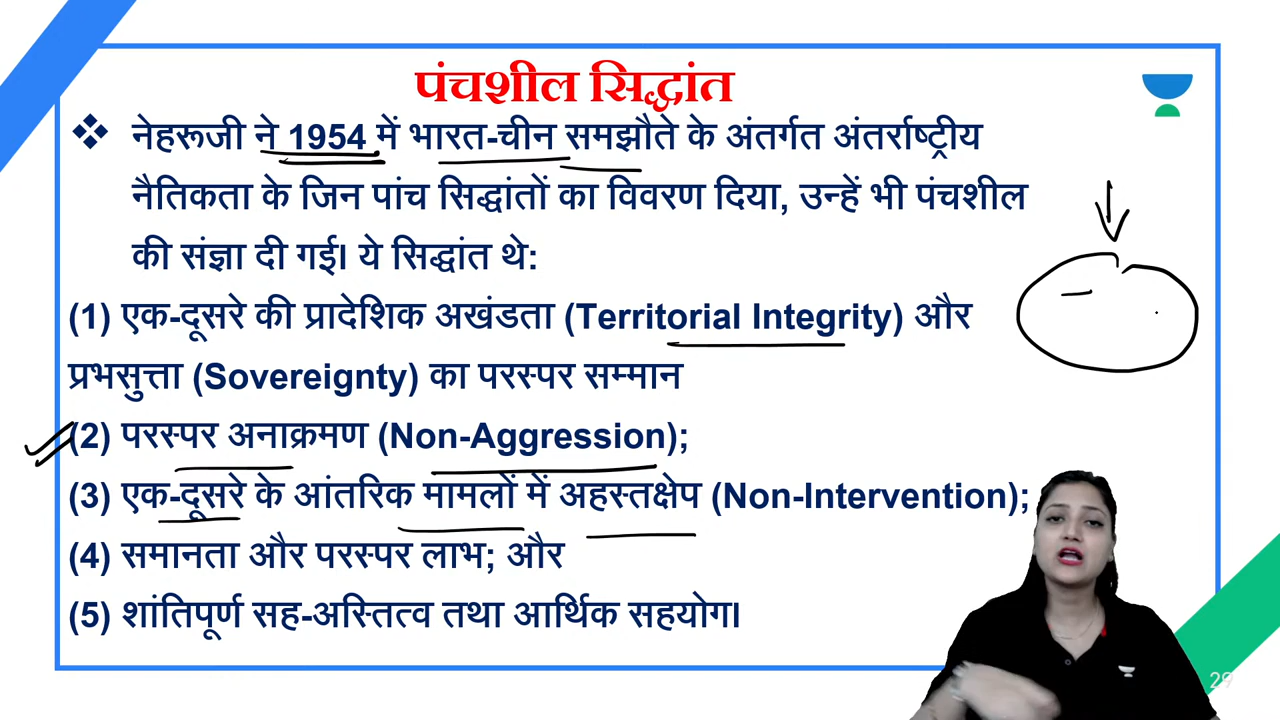 पंचशील सिद्धांत
❖ नेहरूजी ने 1954 में भारत-चीन समझौते के अंतर्गत अंतर्राष्ट्रीय
नैतिकता के जिन पांच सिद्धांतों का विवरण दिया, उन्हें भी पंचशील
की संज्ञा दी गई। ये सिद्धांत थे:
(1) एक-दूसरे की प्रादेशिक अखंडता (Territorial Integrity) और
प्रभसुत्ता (Sovereignty) का परस्पर सम्मान
(2) परस्पर अनाक्रमण (Non-Aggression);
(3) एक-दूसरे के आंतरिक मामलों में अहस्तक्षेप (Non-Intervention);
(4) समानता और परस्पर लाभ; और
(5) शांतिपूर्ण सह-अस्तित्व तथा आर्थिक सहयोग।
29